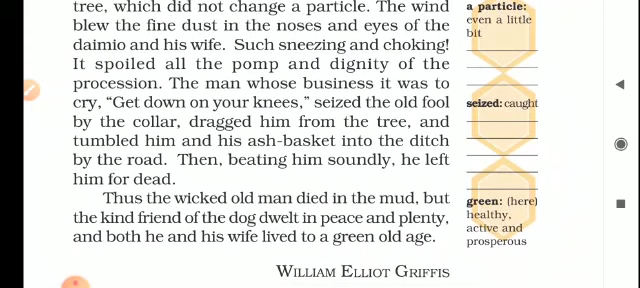 tree, which did not change a particle. The wind
blew the fine dust in the noses and eyes of the
daimio and his wife. Such sneezing and choking!
It spoiled all the pomp and dignity of the
procession. The man whose business it was to
cry, “Get down on your knees,” seized the old fool
by the collar, dragged him from the tree, and
tumbled him and his ash-basket into the ditch
by the road. Then, beating him soundly, he left
him for dead.
Thus the wicked old man died in the mud, but
the kind friend of the dog dwelt in peace and plenty,
and both he and his wife lived to a green old age.
WILLIAM ELLIOT GRIFFIS
a particle:
even a little
bit
seized: caught
green: (here)
healthy,
active and
prosperous